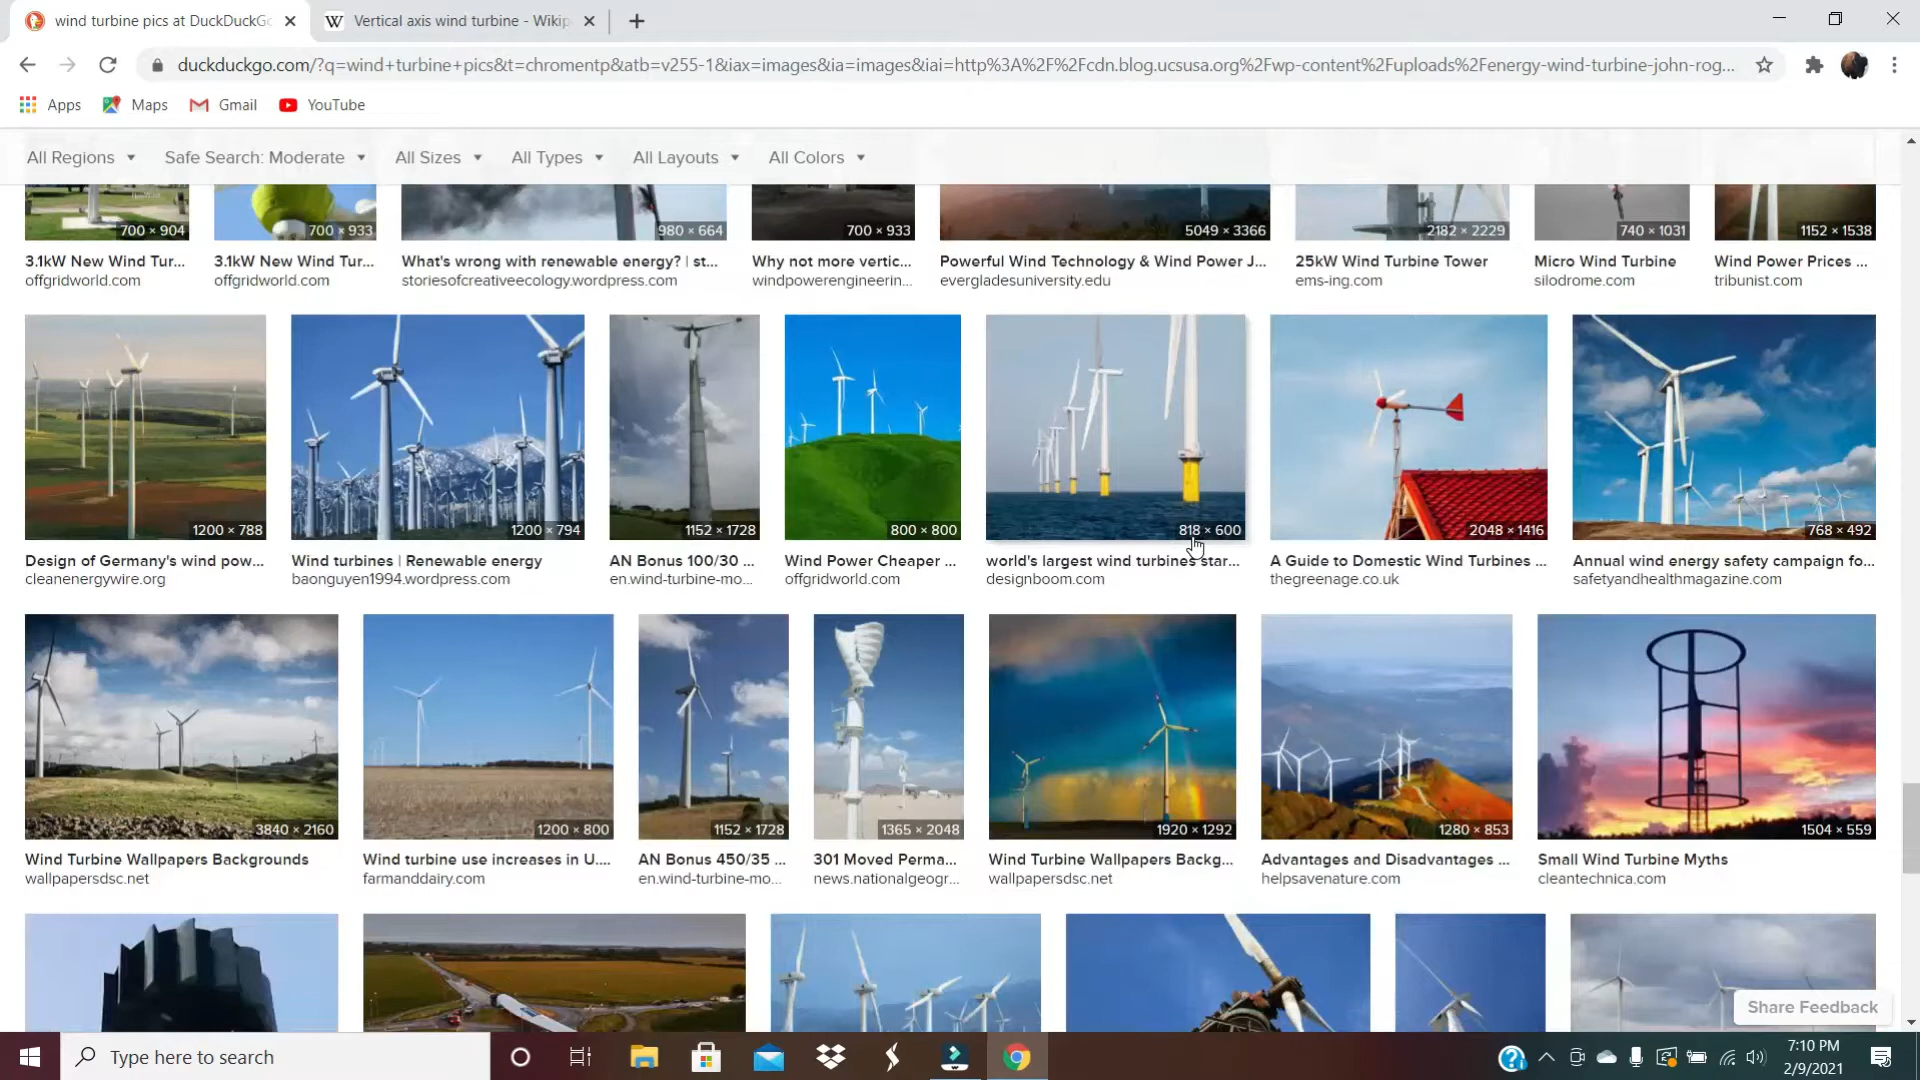 wind turbine pics at DuckDuckGo
Vertical axis wind turbine - Wikip
duckduckgo.com/?q=wind+turbine+pics&t=chromentp&atb=v255-1&iax=images&ia=images&iai=http%3A%2F%2Fcdn.blog.ucsusa.org%2Fwp-content%2Fuploads%2Fenergy-wind-turbine-john-rog...
Apps Maps Gmail YouTube
All Regions Safe Search: Moderate All Sizes All Types All Layouts All Colors
700 × 904 700 × 933 980 × 664 700 × 933 5049 × 3366 2182 × 2229 740 × 1031 1152 × 1538
3.1kW New Wind Tur... 3.1kW New Wind Tur... What's wrong with renewable energy? | st... Why not more vertic... Powerful Wind Technology & Wind Power J... 25kW Wind Turbine Tower Micro Wind Turbine Wind Power Prices ...
offgridworld.com offgridworld.com storiesofcreativeecology.wordpress.com windpowerengineerin... evergladesuniversity.edu ems-ing.com silodrome.com tribunist.com
1200 × 788 1200 × 794 1152 × 1728 800 × 800 818 × 600 2048 × 1416 768 × 492
Design of Germany's wind pow... Wind turbines | Renewable energy AN Bonus 100/30 ... Wind Power Cheaper ... world's largest wind turbines star... A Guide to Domestic Wind Turbines ... Annual wind energy safety campaign fo...
cleanenergywire.org baonguyen1994.wordpress.com en.wind-turbine-mo... offgridworld.com designboom.com thegreenage.co.uk safetyandhealthmagazine.com
3840 × 2160 1200 × 800 1152 × 1728 1365 × 2048 1920 × 1292 1280 × 853 1504 × 559
Wind Turbine Wallpapers Backgrounds Wind turbine use increases in U.... AN Bonus 450/35 ... 301 Moved Perma... Wind Turbine Wallpapers Backg... Advantages and Disadvantages ... Small Wind Turbine Myths
wallpapersdsc.net farmanddairy.com en.wind-turbine-mo... news.nationalgeogr... wallpapersdsc.net helpsavenature.com cleantechnica.com
Share Feedback
Type here to search
7:10 PM
2/9/2021